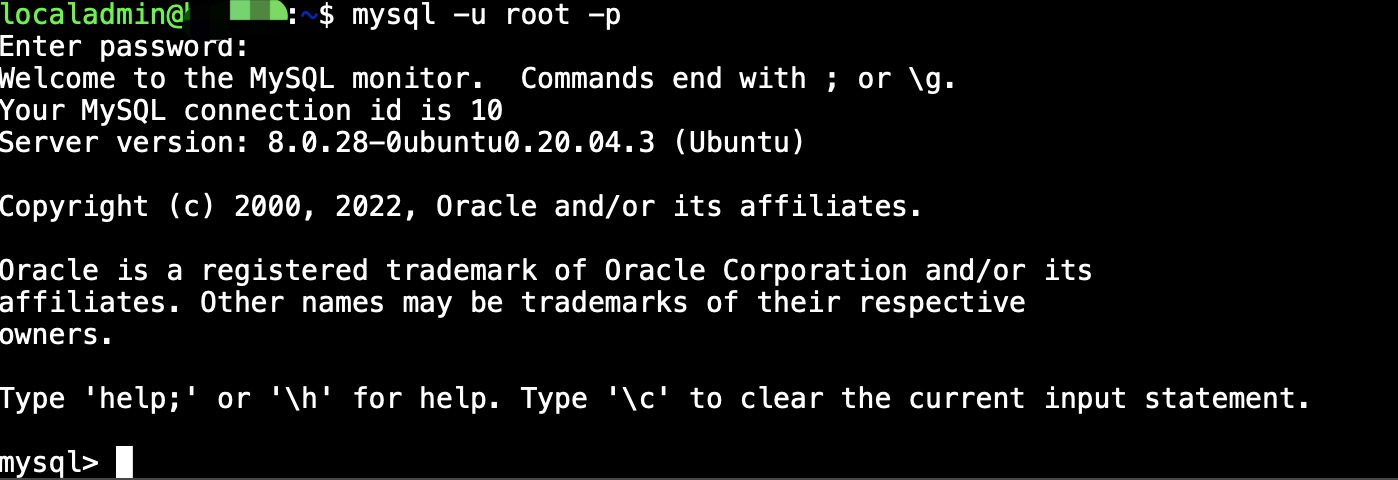 localadmin@:~$ mysql -u root -p
Enter password:
Welcome to the MySQL monitor.  Commands end with ; or \g.
Your MySQL connection id is 10
Server version: 8.0.28-0ubuntu0.20.04.3 (Ubuntu)
Copyright (c) 2000, 2022, Oracle and/or its affiliates.
Oracle is a registered trademark of Oracle Corporation and/or its
affiliates. Other names may be trademarks of their respective
owners.
Type 'help;' or '\h' for help. Type '\c' to clear the current input statement.
mysql>